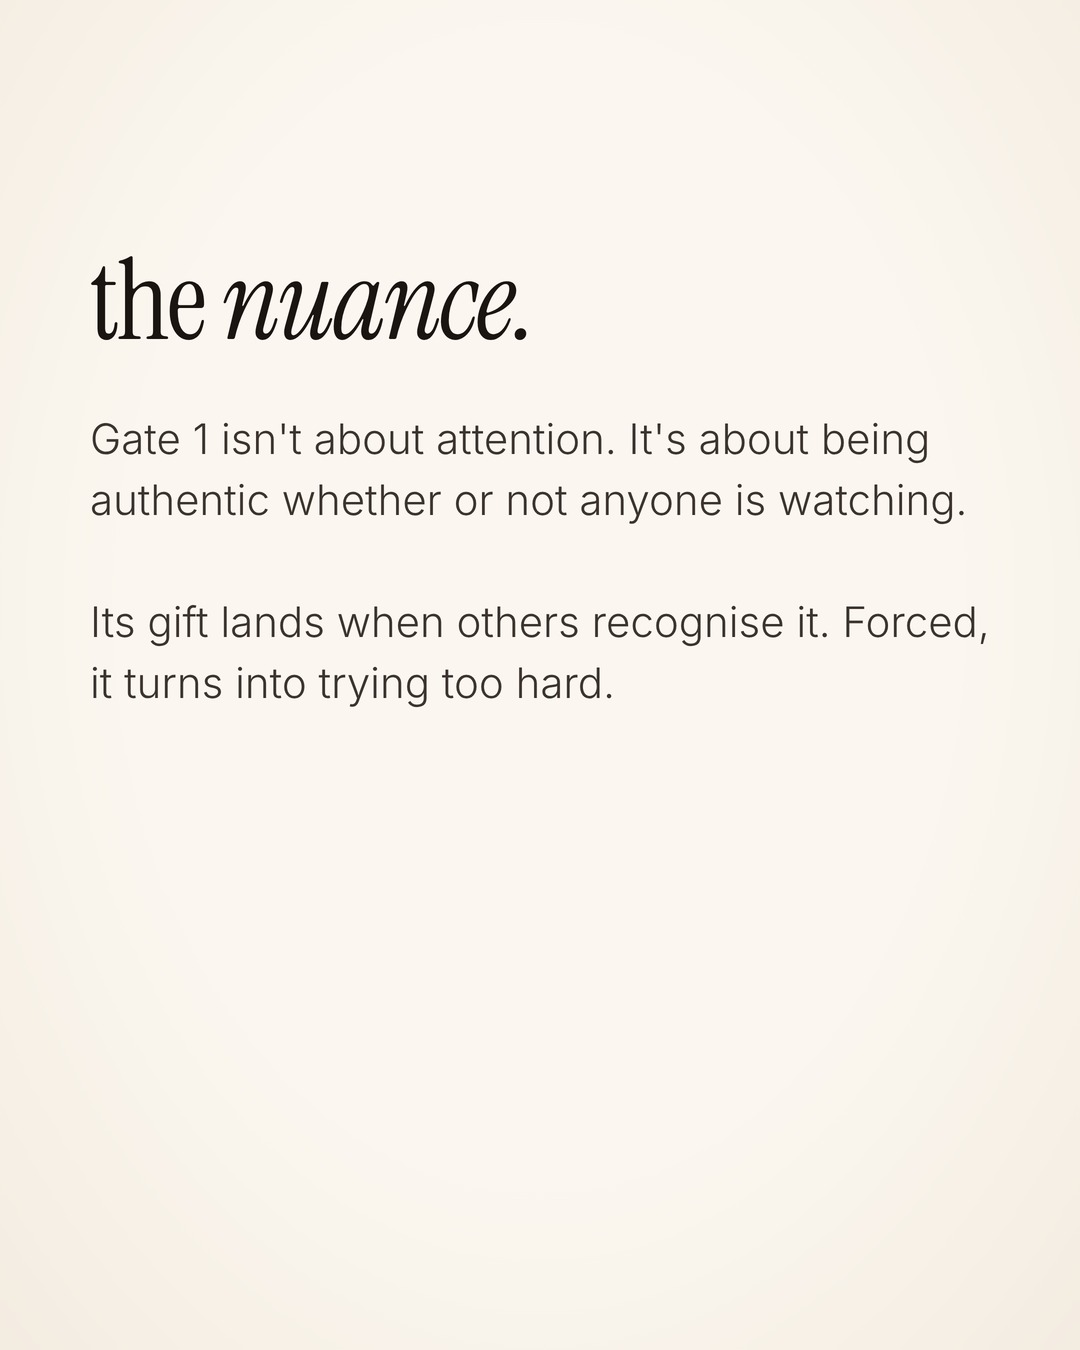 the nuance.
Gate 1 isn't about attention. It's about being
authentic whether or not anyone is watching.
Its gift lands when others recognise it. Forced,
it turns into trying too hard.